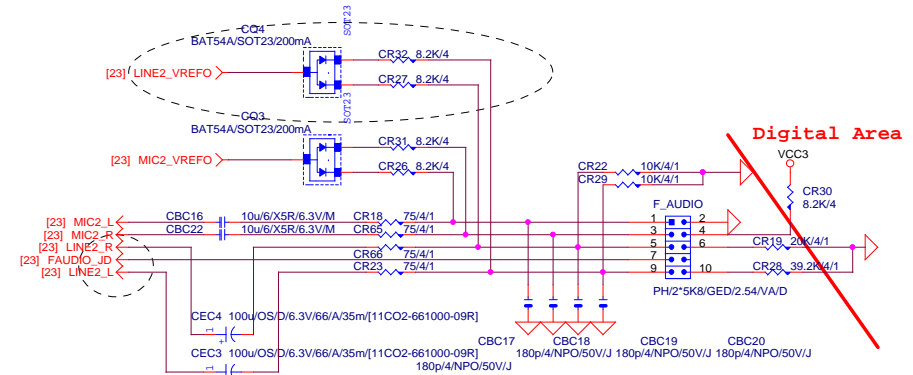 CQ4
BAT54A/SOT23/200mA
SOT23
CR32 8.2K/4
[23] LINE2_VREFO
CR27 8.2K/4
SOT23
CQ3
BAT54A/SOT23/200mA
Digital Area
CR31 8.2K/4
VCC3
[23] MIC2_VREFO
CR26 8.2K/4
CR22 10K/4/1
CR29 10K/4/1
CR30
8.2K/4
F_AUDIO
[23] MIC2_L CBC16 10u/6/X5R/6.3V/M CR18 75/4/1 1 2
[23] MIC2_R CBC22 10u/6/X5R/6.3V/M CR65 75/4/1 3 4
[23] LINE2_R 5 6 CR19 20K/4/1
[23] FAUDIO_JD CR66 75/4/1 7
[23] LINE2_L CR23 75/4/1 9 10 CR28 39.2K/4/1
PH/2*5K8/GED/2.54/VA/D
CEC4 100u/OS/D/6.3V/66/A/35m/[11CO2-661000-09R]
1 +
CBC17 CBC18 CBC19 CBC20
CEC3 100u/OS/D/6.3V/66/A/35m/[11CO2-661000-09R] 180p/4/NPO/50V/J 180p/4/NPO/50V/J 180p/4/NPO/50V/J
180p/4/NPO/50V/J
1 +